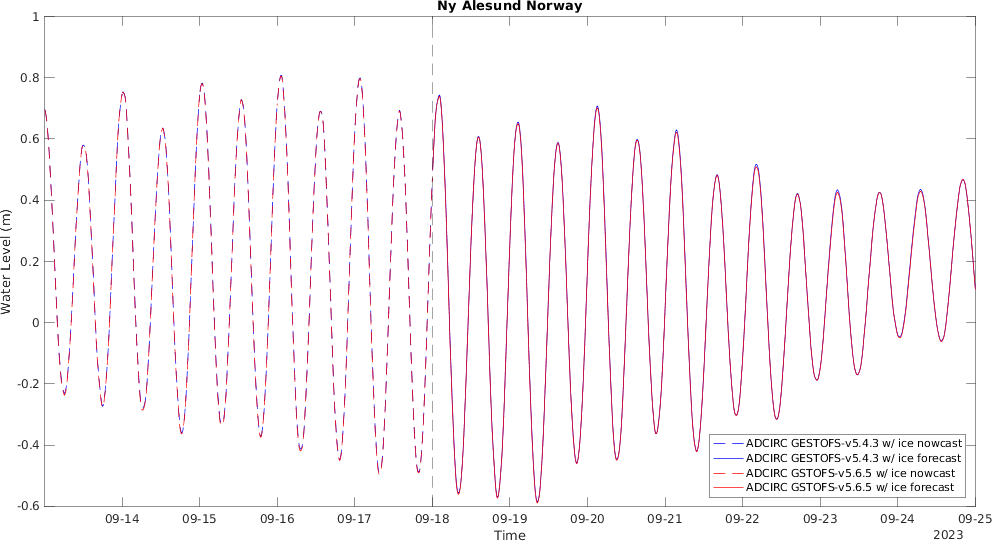 Ny Alesund Norway
1
0.8
0.6
0.4
0.2
0
-0.2
-0.4
-0.6
Water Level (m)
ADCIRC GESTOFS-v5.4.3 w/ ice nowcast
ADCIRC GESTOFS-v5.4.3 w/ ice forecast
ADCIRC GSTOFS-v5.6.5 w/ ice nowcast
ADCIRC GSTOFS-v5.6.5 w/ ice forecast
09-14 09-15 09-16 09-17 09-18 09-19 09-20 09-21 09-22 09-23 09-24 09-25
Time
2023